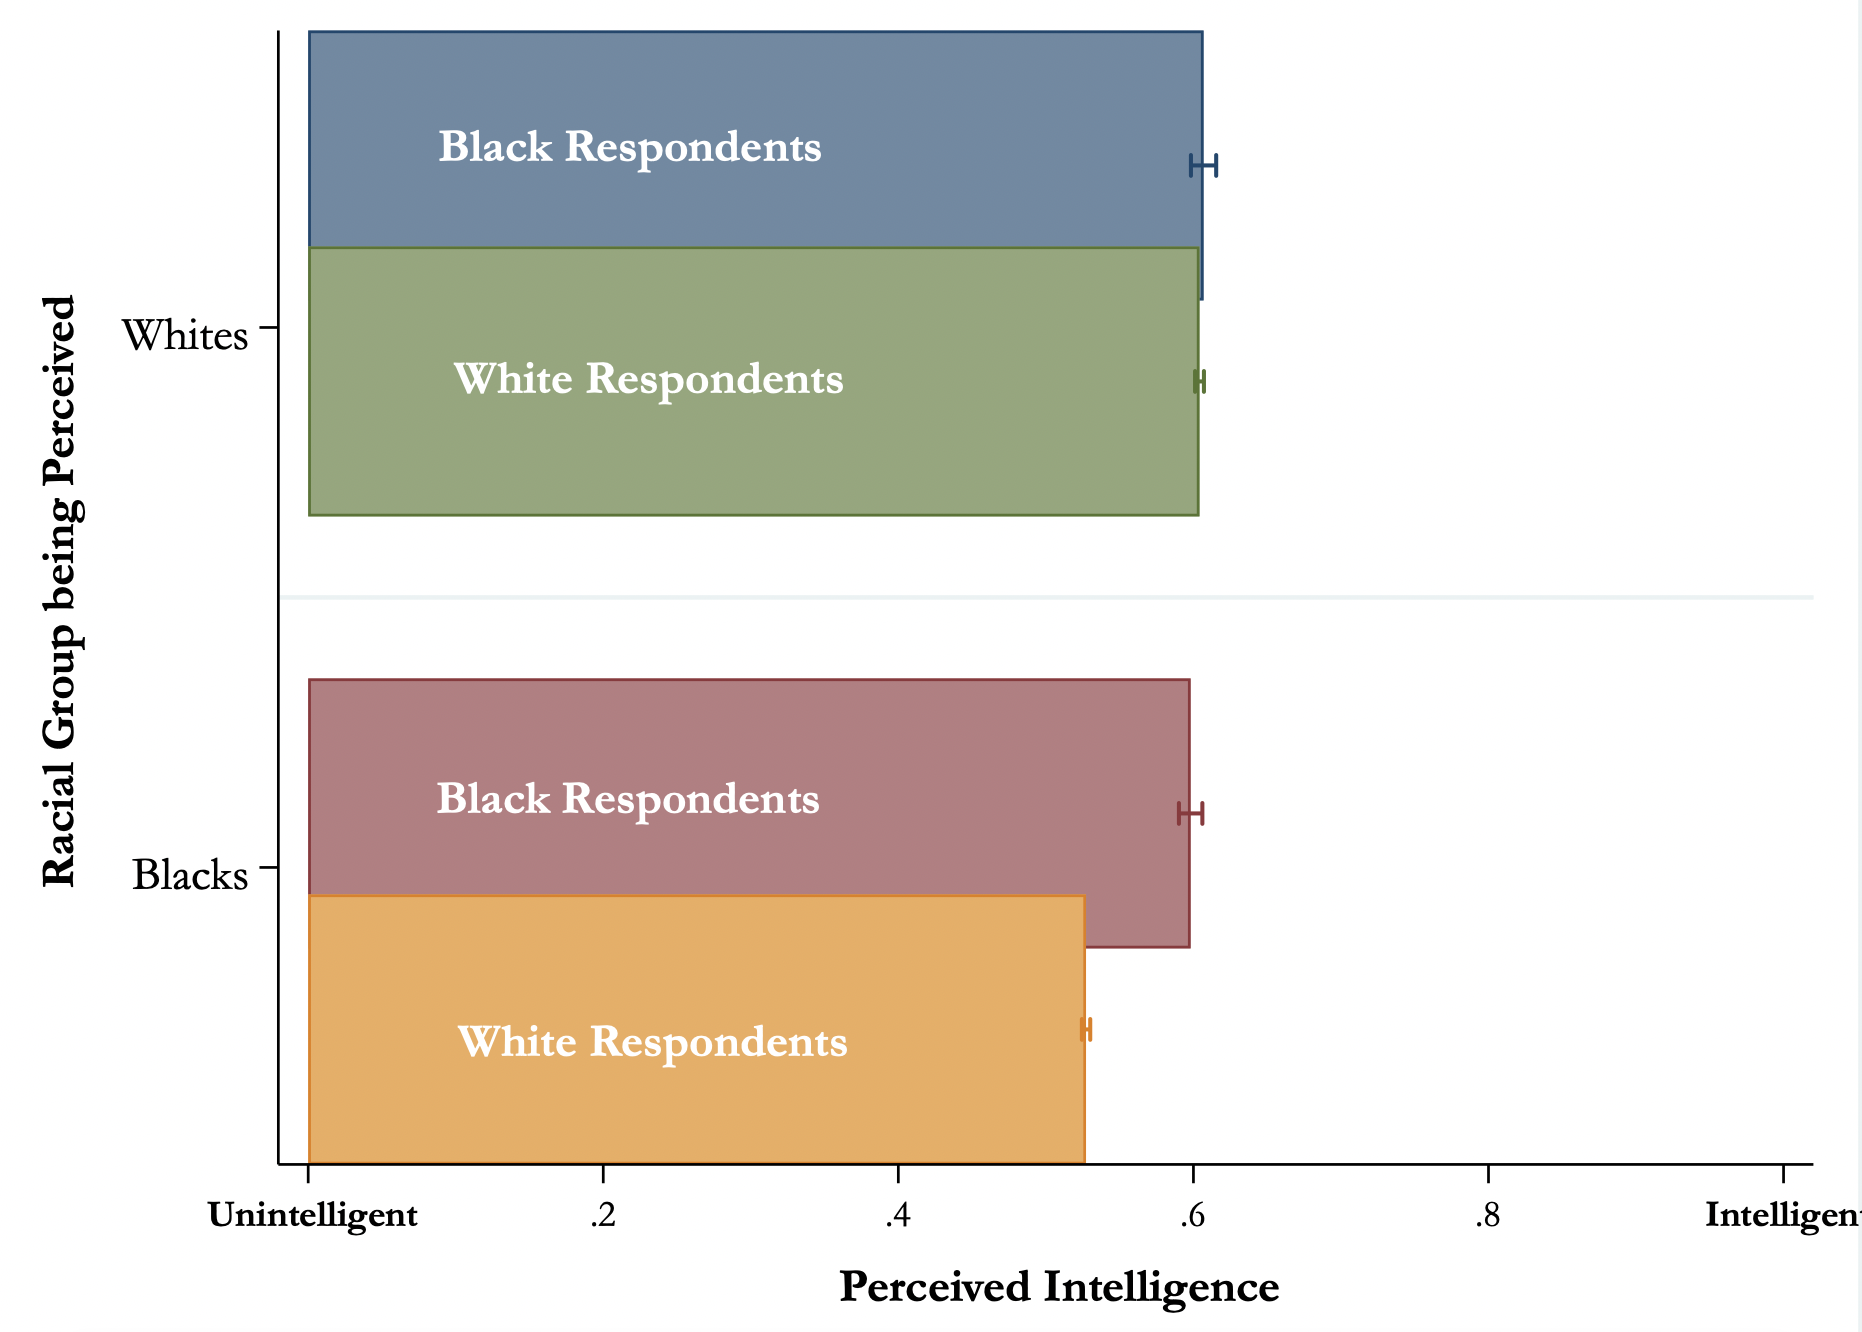 Racial Group being Perceived
Whites
Black Respondents
White Respondents
Blacks
Black Respondents
White Respondents
Unintelligent .2 .4 .6 .8 Intelligent
Perceived Intelligence